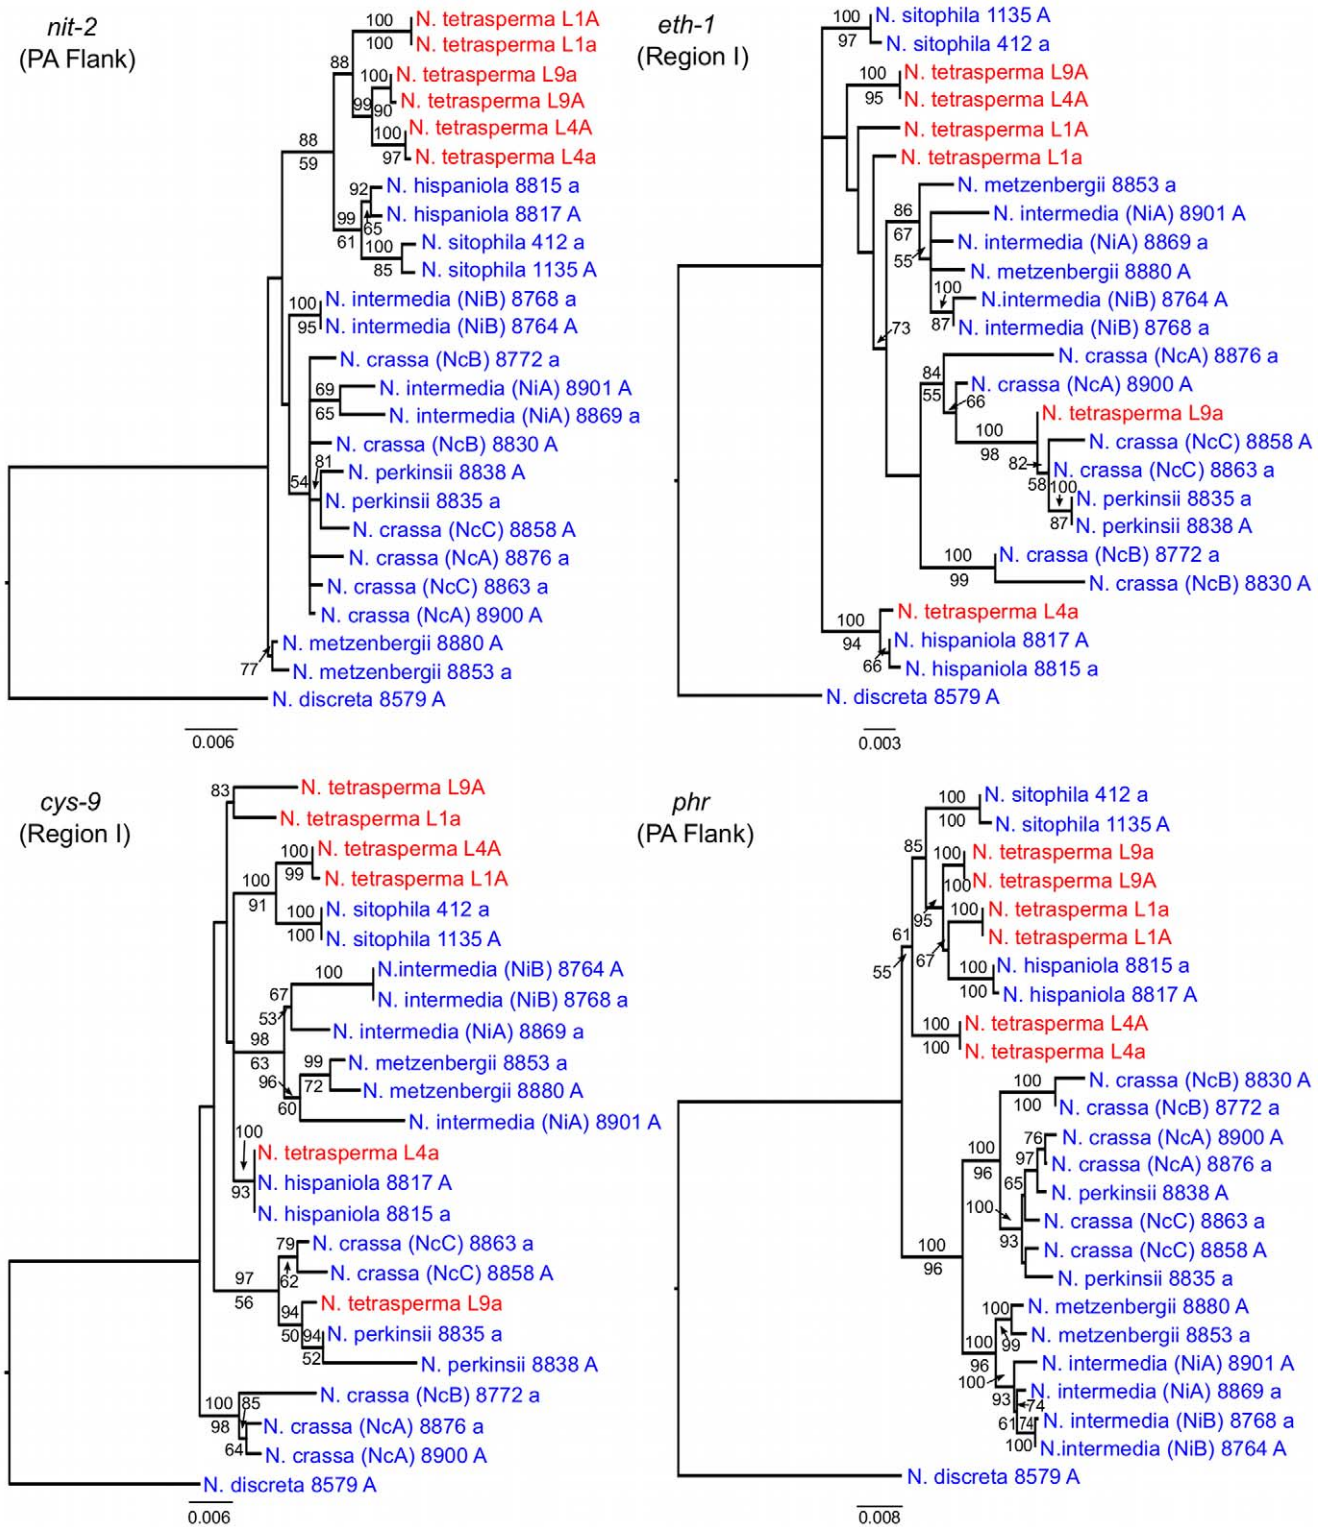 nit-2
(PA Flank)
100
N. tetrasperma L1A
100
N. tetrasperma L1a
88
100
N. tetrasperma L9a
99
90
N. tetrasperma L9A
100
N. tetrasperma L4A
97
N. tetrasperma L4a
88
59
92
N. hispaniola 8815 a
99
65
N. hispaniola 8817 A
61
100
N. sitophila 412 a
85
N. sitophila 1135 A
100
N. intermedia (NiB) 8768 a
95
N. intermedia (NiB) 8764 A
N. crassa (NcB) 8772 a
69
N. intermedia (NiA) 8901 A
65
N. intermedia (NiA) 8869 a
N. crassa (NcB) 8830 A
81
N. perkinsii 8838 A
54
N. perkinsii 8835 a
N. crassa (NcC) 8858 A
N. crassa (NcA) 8876 a
N. crassa (NcC) 8863 a
N. crassa (NcA) 8900 A
N. metzenbergii 8880 A
77
N. metzenbergii 8853 a
N. discreta 8579 A
0.006
eth-1
(Region I)
100
N. sitophila 1135 A
97
N. sitophila 412 a
100
N. tetrasperma L9A
95
N. tetrasperma L4A
N. tetrasperma L1A
N. tetrasperma L1a
N. metzenbergii 8853 a
86
N. intermedia (NiA) 8901 A
67
N. intermedia (NiA) 8869 a
55
N. metzenbergii 8880 A
100
N.intermedia (NiB) 8764 A
87
N. intermedia (NiB) 8768 a
73
N. crassa (NcA) 8876 a
84
N. crassa (NcA) 8900 A
55
66
N. tetrasperma L9a
100
98
N. crassa (NcC) 8858 A
82
N. crassa (NcC) 8863 a
58
100
N. perkinsii 8835 a
87
N. perkinsii 8838 A
100
N. crassa (NcB) 8772 a
99
N. crassa (NcB) 8830 A
N. tetrasperma L4a
100
94
N. hispaniola 8817 A
66
N. hispaniola 8815 a
N. discreta 8579 A
0.003
cys-9
(Region I)
83
N. tetrasperma L9A
N. tetrasperma L1a
100
N. tetrasperma L4A
99
N. tetrasperma L1A
100
91
100
N. sitophila 412 a
100
N. sitophila 1135 A
100
N.intermedia (NiB) 8764 A
N. intermedia (NiB) 8768 a
67
53
N. intermedia (NiA) 8869 a
98
63
99
N. metzenbergii 8853 a
96
72
N. metzenbergii 8880 A
60
N. intermedia (NiA) 8901 A
100
N. tetrasperma L4a
93
N. hispaniola 8817 A
N. hispaniola 8815 a
79
N. crassa (NcC) 8863 a
62
N. crassa (NcC) 8858 A
97
56
94
N. tetrasperma L9a
50
94
N. perkinsii 8835 a
52
N. perkinsii 8838 A
N. crassa (NcB) 8772 a
100
85
98
N. crassa (NcA) 8876 a
64
N. crassa (NcA) 8900 A
N. discreta 8579 A
0.006
phr
(PA Flank)
100
N. sitophila 412 a
100
N. sitophila 1135 A
85
100
N. tetrasperma L9a
100
N. tetrasperma L9A
95
100
N. tetrasperma L1a
100
N. tetrasperma L1A
61
67
55
100
N. hispaniola 8815 a
100
N. hispaniola 8817 A
100
N. tetrasperma L4A
100
N. tetrasperma L4a
100
N. crassa (NcB) 8830 A
100
N. crassa (NcB) 8772 a
76
N. crassa (NcA) 8900 A
100
97
N. crassa (NcA) 8876 a
96
65
N. perkinsii 8838 A
100
N. crassa (NcC) 8863 a
93
N. crassa (NcC) 8858 A
100
96
N. perkinsii 8835 a
100
N. metzenbergii 8880 A
99
N. metzenbergii 8853 a
100
96
N. intermedia (NiA) 8901 A
100
93
N. intermedia (NiA) 8869 a
74
61
74
N. intermedia (NiB) 8768 a
100
N.intermedia (NiB) 8764 A
N. discreta 8579 A
0.008